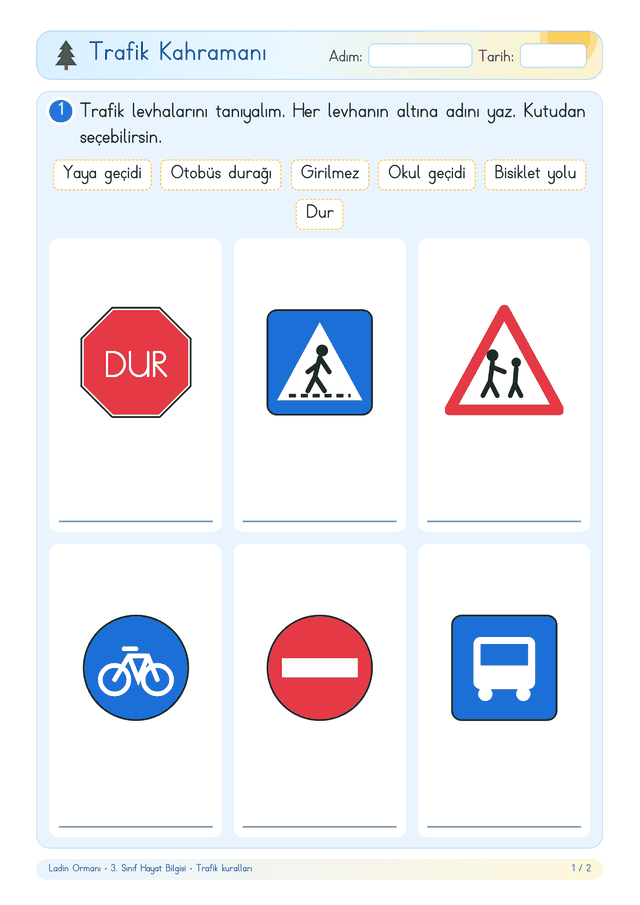 Trafik Kahramanı
Adım:
Tarih:
1 Trafik levhalarını tanıyalım. Her levhanın altına adını yaz. Kutudan
seçebilirsin.
Yaya geçidi
Otobüs durağı
Girilmez
Okul geçidi
Bisiklet yolu
Dur
DUR
Ladin Ormanı • 3. Sınıf Hayat Bilgisi • Trafik kuralları
1 / 2